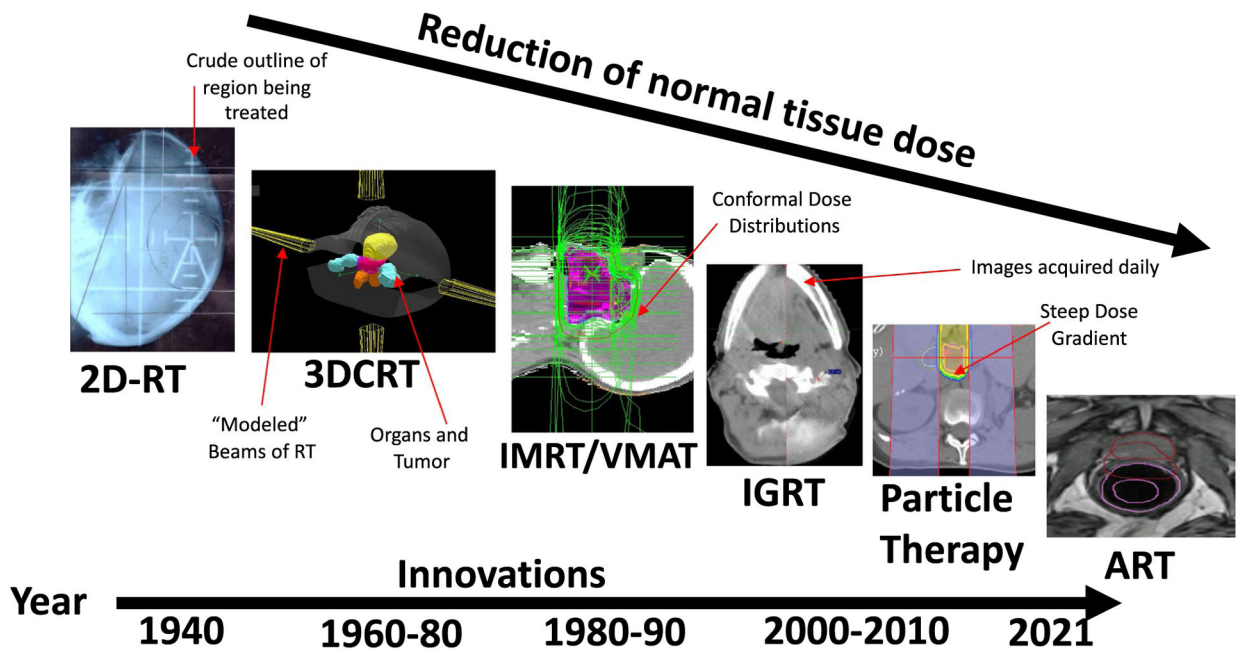 Reduction of normal tissue dose
Crude outline of
region being
treated
2D-RT
3DCRT
"Modeled"
Beams of RT
Organs and
Tumor
Conformal Dose
Distributions
IMRT/VMAT
Images acquired daily
IGRT
Steep Dose
Gradient
Particle
Therapy
ART
Innovations
Year
1940
1960-80
1980-90
2000-2010
2021